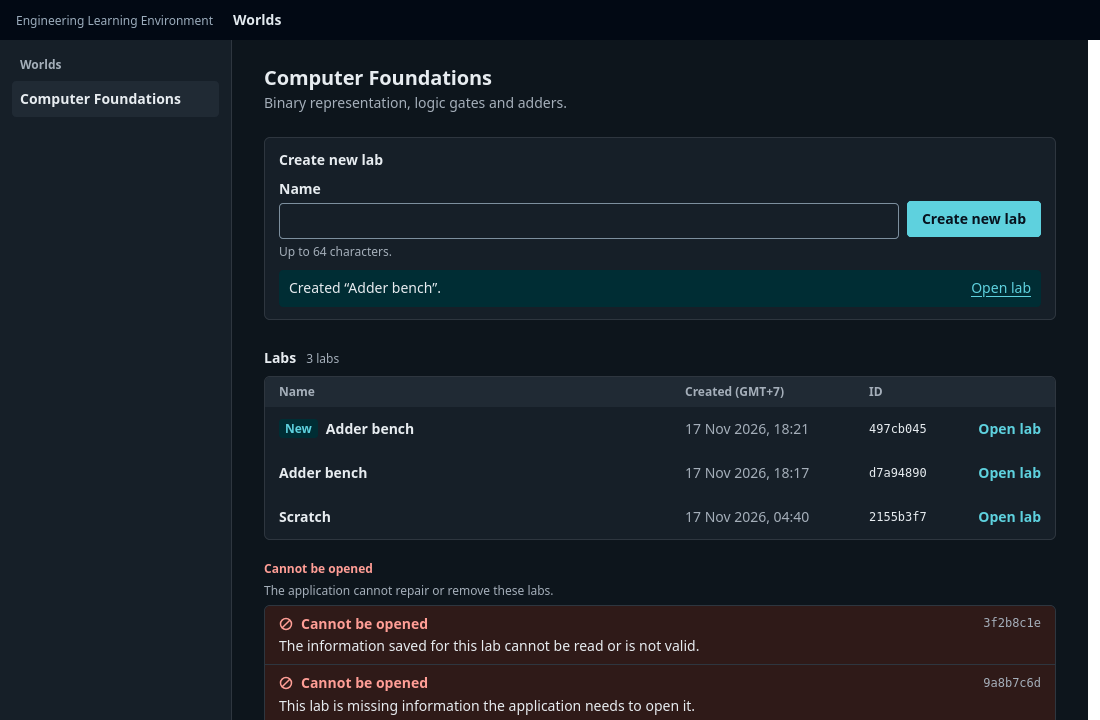 Engineering Learning Environment Worlds
Worlds
Computer Foundations
Computer Foundations
Binary representation, logic gates and adders.
Create new lab
Name
Create new lab
Up to 64 characters.
Created “Adder bench”. Open lab
Labs 3 labs
Name Created (GMT+7) ID
New Adder bench 17 Nov 2026, 18:21 497cb045 Open lab
Adder bench 17 Nov 2026, 18:17 d7a94890 Open lab
Scratch 17 Nov 2026, 04:40 2155b3f7 Open lab
Cannot be opened
The application cannot repair or remove these labs.
Cannot be opened 3f2b8c1e
The information saved for this lab cannot be read or is not valid.
Cannot be opened 9a8b7c6d
This lab is missing information the application needs to open it.